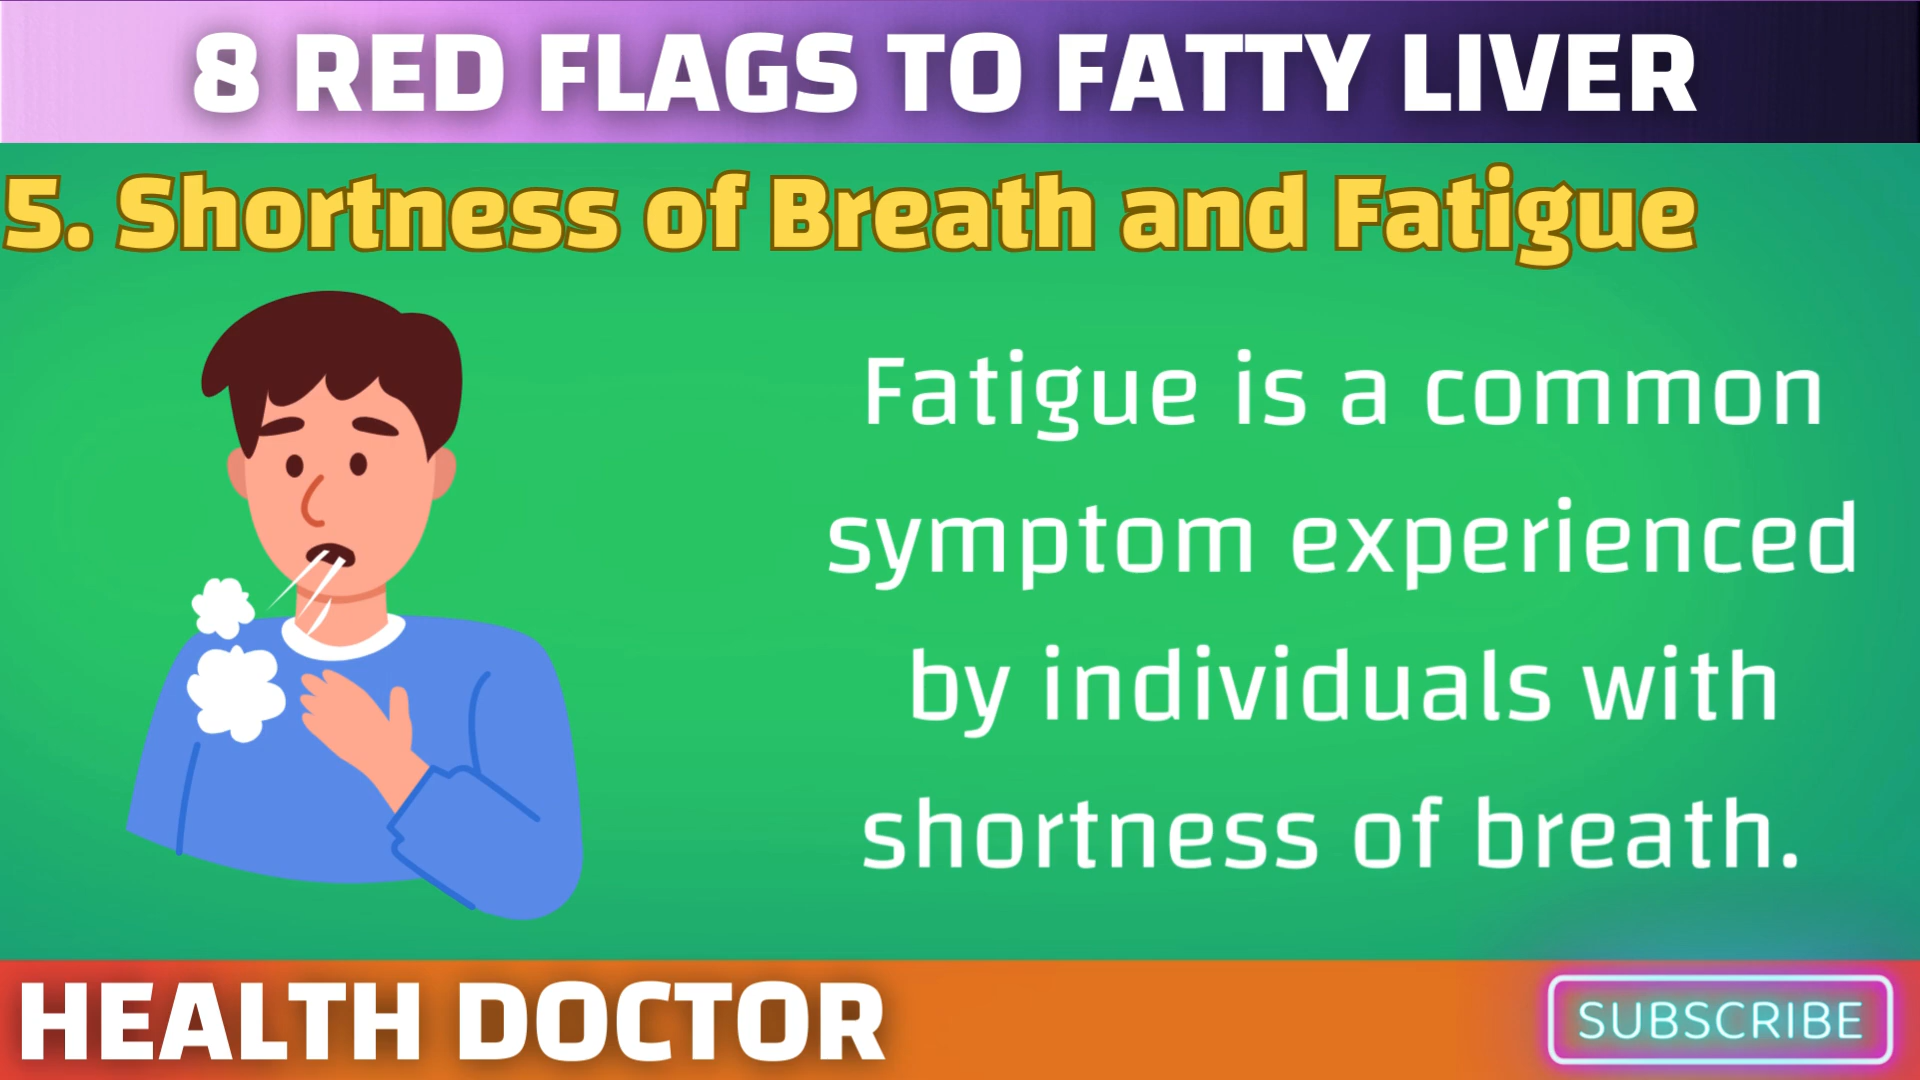 8 RED FLAGS TO FATTY LIVER
5. Shortness of Breath and Fatigue
Fatigue is a common
symptom experienced
by individuals with
shortness of breath.
HEALTH DOCTOR
SUBSCRIBE